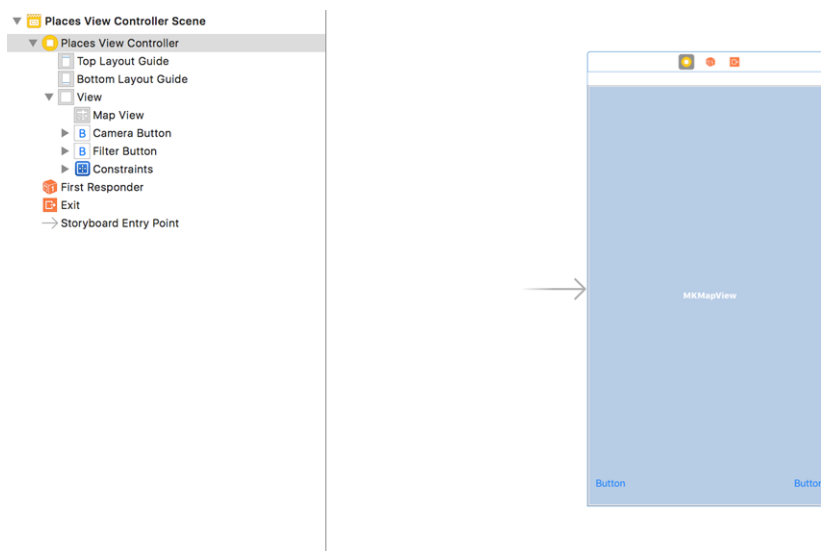 Places View Controller Scene
Places View Controller
Top Layout Guide
Bottom Layout Guide
View
Map View
B Camera Button
B Filter Button
Constraints
First Responder
Exit
Storyboard Entry Point
MKMapView
Button Button